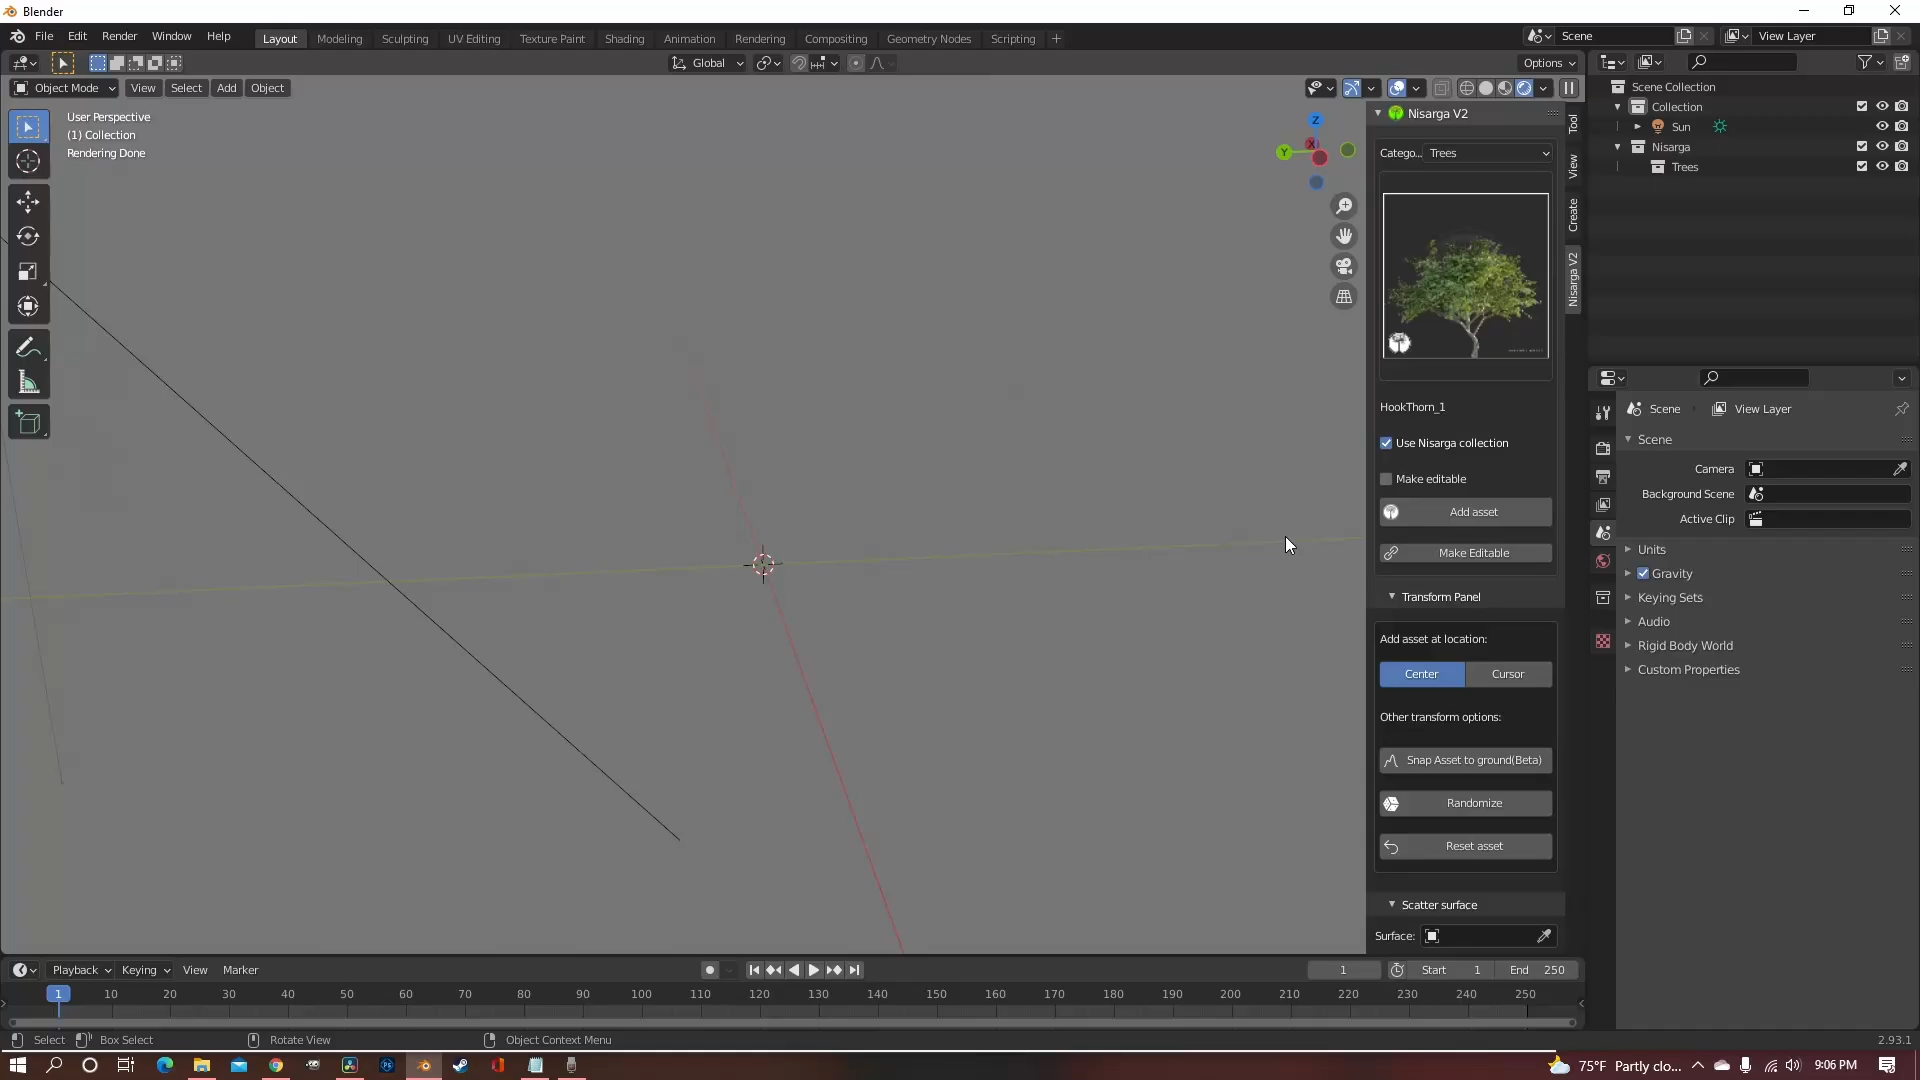 Blender
File Edit Render Window Help
Layout Modeling Sculpting UV Editing Texture Paint Shading Animation Rendering Compositing Geometry Nodes Scripting +
Scene
View Layer
Global
Options
Object Mode View Select Add Object
User Perspective
(1) Collection
Rendering Done
Z
Y
X
Nisarga V2
Catego... Trees
HookThorn_1
Use Nisarga collection
Make editable
Add asset
Make Editable
Transform Panel
Add asset at location:
Center Cursor
Other transform options:
Snap Asset to ground(Beta)
Randomize
Reset asset
Scatter surface
Surface:
Tool
View
Create
Nisarga V2
Scene Collection
Collection
Sun
Nisarga
Trees
Scene View Layer
Scene
Camera
Background Scene
Active Clip
Units
Gravity
Keying Sets
Audio
Rigid Body World
Custom Properties
Playback Keying View Marker
1 Start 1 End 250
1 10 20 30 40 50 60 70 80 90 100 110 120 130 140 150 160 170 180 190 200 210 220 230 240 250
Select Box Select Rotate View Object Context Menu
2.93.1
75°F Partly clo... 9:06 PM